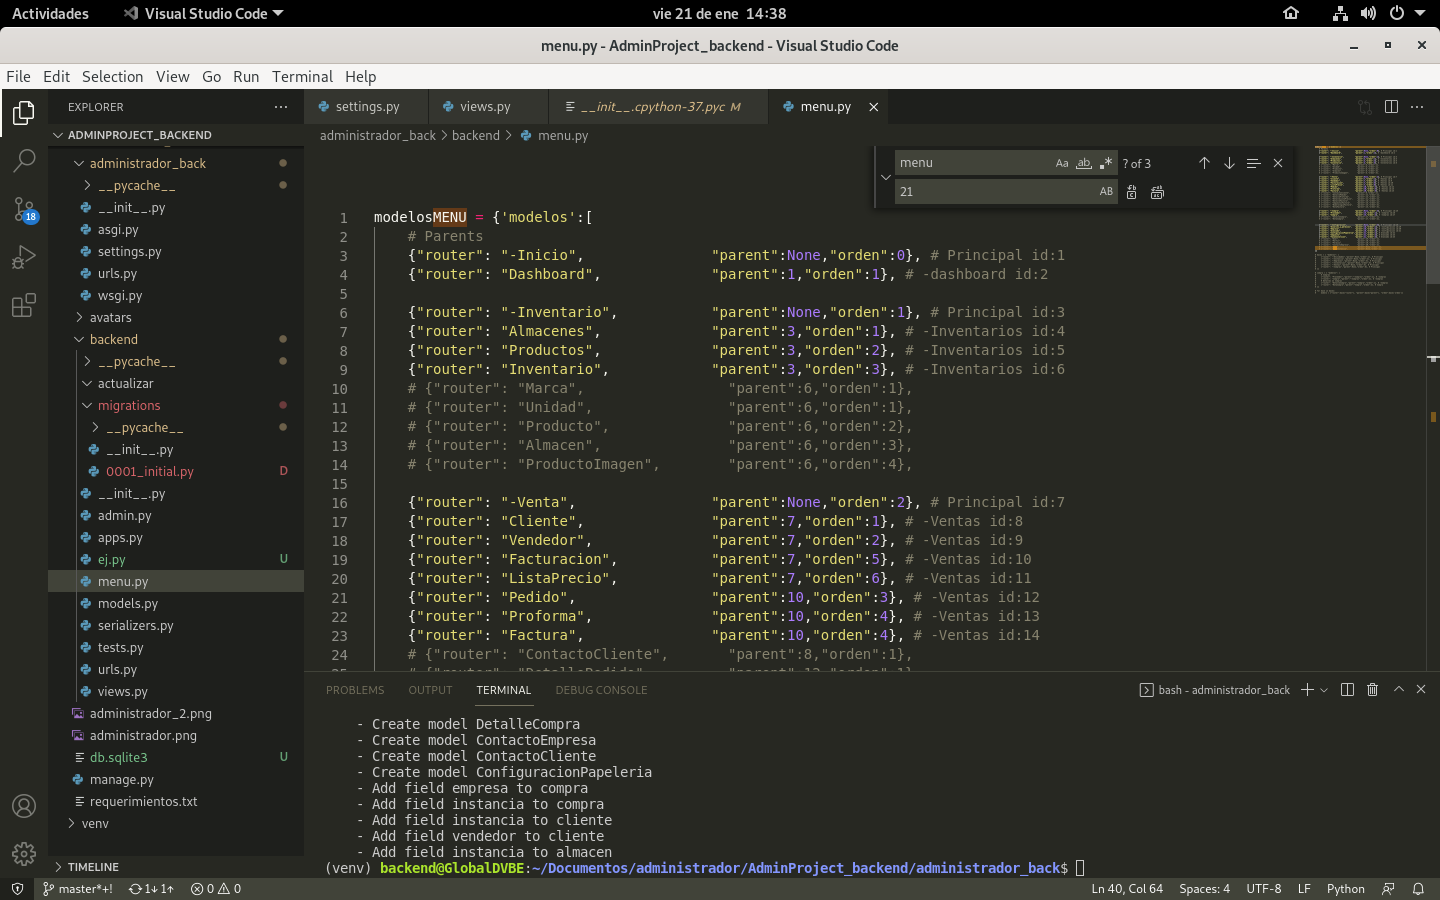 Actividades
Visual Studio Code
vie 21 de ene 14:38
menu.py - AdminProject_backend - Visual Studio Code
File Edit Selection View Go Run Terminal Help
EXPLORER
ADMINPROJECT_BACKEND
administrador_back
__pycache__
__init__.py
asgi.py
settings.py
urls.py
wsgi.py
avatars
backend
__pycache__
actualizar
migrations
__pycache__
__init__.py
0001_initial.py D
__init__.py
admin.py
apps.py
ej.py U
menu.py
models.py
serializers.py
tests.py
urls.py
views.py
administrador_2.png
administrador.png
db.sqlite3 U
manage.py
requerimientos.txt
venv
TIMELINE
18
settings.py
views.py
__init__.cpython-37.pyc M
menu.py
administrador_back > backend > menu.py
menu Aa ab .* ? of 3
21 AB
1 modelosMENU = {'modelos':[
2 # Parents
3 {"router": "-Inicio", "parent":None,"orden":0}, # Principal id:1
4 {"router": "Dashboard", "parent":1,"orden":1}, # -dashboard id:2
5
6 {"router": "-Inventario", "parent":None,"orden":1}, # Principal id:3
7 {"router": "Almacenes", "parent":3,"orden":1}, # -Inventarios id:4
8 {"router": "Productos", "parent":3,"orden":2}, # -Inventarios id:5
9 {"router": "Inventario", "parent":3,"orden":3}, # -Inventarios id:6
10 # {"router": "Marca", "parent":6,"orden":1},
11 # {"router": "Unidad", "parent":6,"orden":1},
12 # {"router": "Producto", "parent":6,"orden":2},
13 # {"router": "Almacen", "parent":6,"orden":3},
14 # {"router": "ProductoImagen", "parent":6,"orden":4},
15
16 {"router": "-Venta", "parent":None,"orden":2}, # Principal id:7
17 {"router": "Cliente", "parent":7,"orden":1}, # -Ventas id:8
18 {"router": "Vendedor", "parent":7,"orden":2}, # -Ventas id:9
19 {"router": "Facturacion", "parent":7,"orden":5}, # -Ventas id:10
20 {"router": "ListaPrecio", "parent":7,"orden":6}, # -Ventas id:11
21 {"router": "Pedido", "parent":10,"orden":3}, # -Ventas id:12
22 {"router": "Proforma", "parent":10,"orden":4}, # -Ventas id:13
23 {"router": "Factura", "parent":10,"orden":4}, # -Ventas id:14
24 # {"router": "ContactoCliente", "parent":8,"orden":1},
PROBLEMS OUTPUT TERMINAL DEBUG CONSOLE
bash - administrador_back
- Create model DetalleCompra
- Create model ContactoEmpresa
- Create model ContactoCliente
- Create model ConfiguracionPapeleria
- Add field empresa to compra
- Add field instancia to compra
- Add field instancia to cliente
- Add field vendedor to cliente
- Add field instancia to almacen
(venv) backend@GlobalDVBE:~/Documentos/administrador/AdminProject_backend/administrador_back$
master*+! 1↓ 1↑ 0 0
Ln 40, Col 64 Spaces: 4 UTF-8 LF Python